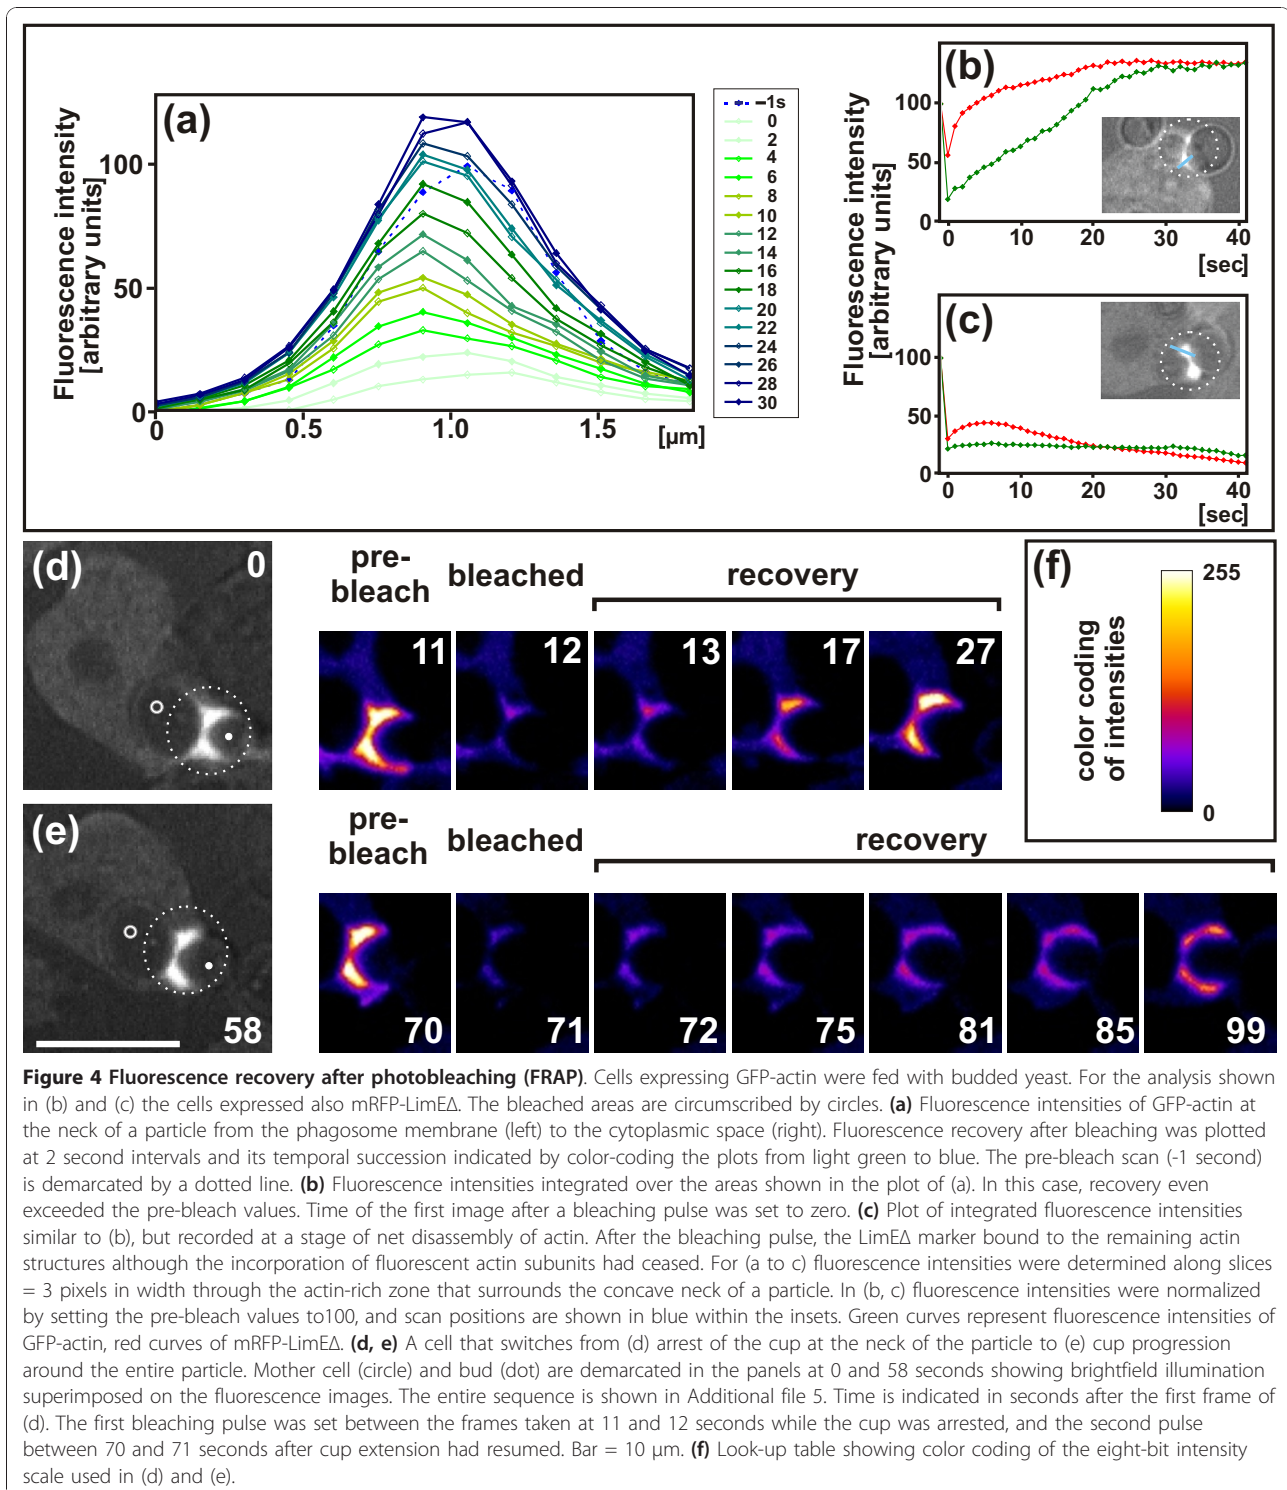 (a)
Fluorescence intensity
[arbitrary units]
100
50
0
0
0.5
1.0
1.5
[µm]
–1s
0
2
4
6
8
10
12
14
16
18
20
22
24
26
28
30
(b)
Fluorescence intensity
[arbitrary units]
100
50
0
0
10
20
30
40
[sec]
(c)
100
50
0
0
10
20
30
40
[sec]
(d)
0
pre-
bleach
bleached
recovery
11
12
13
17
27
(f)
color coding
of intensities
255
0
(e)
58
pre-
bleach
bleached
recovery
70
71
72
75
81
85
99
Figure 4 Fluorescence recovery after photobleaching (FRAP). Cells expressing GFP-actin were fed with budded yeast. For the analysis shown
in (b) and (c) the cells expressed also mRFP-LimEΔ. The bleached areas are circumscribed by circles. (a) Fluorescence intensities of GFP-actin at
the neck of a particle from the phagosome membrane (left) to the cytoplasmic space (right). Fluorescence recovery after bleaching was plotted
at 2 second intervals and its temporal succession indicated by color-coding the plots from light green to blue. The pre-bleach scan (-1 second)
is demarcated by a dotted line. (b) Fluorescence intensities integrated over the areas shown in the plot of (a). In this case, recovery even
exceeded the pre-bleach values. Time of the first image after a bleaching pulse was set to zero. (c) Plot of integrated fluorescence intensities
similar to (b), but recorded at a stage of net disassembly of actin. After the bleaching pulse, the LimEΔ marker bound to the remaining actin
structures although the incorporation of fluorescent actin subunits had ceased. For (a to c) fluorescence intensities were determined along slices
= 3 pixels in width through the actin-rich zone that surrounds the concave neck of a particle. In (b, c) fluorescence intensities were normalized
by setting the pre-bleach values to100, and scan positions are shown in blue within the insets. Green curves represent fluorescence intensities of
GFP-actin, red curves of mRFP-LimEΔ. (d, e) A cell that switches from (d) arrest of the cup at the neck of the particle to (e) cup progression
around the entire particle. Mother cell (circle) and bud (dot) are demarcated in the panels at 0 and 58 seconds showing brightfield illumination
superimposed on the fluorescence images. The entire sequence is shown in Additional file 5. Time is indicated in seconds after the first frame of
(d). The first bleaching pulse was set between the frames taken at 11 and 12 seconds while the cup was arrested, and the second pulse
between 70 and 71 seconds after cup extension had resumed. Bar = 10 µm. (f) Look-up table showing color coding of the eight-bit intensity
scale used in (d) and (e).